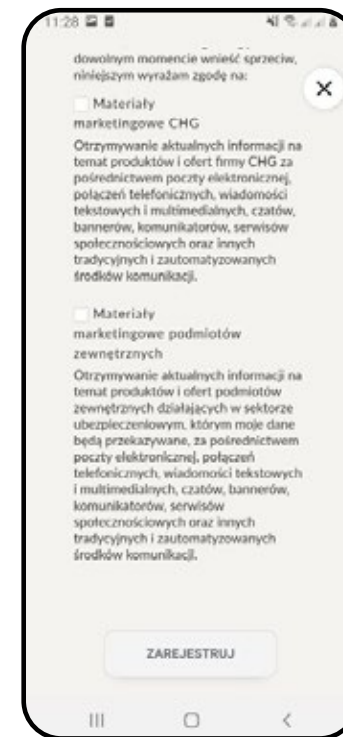 11:28
dowolnym momencie wnieść sprzeciw,
niniejszym wyrażam zgodę na:
Materiały
marketingowe CHG
Otrzymywanie aktualnych informacji na
temat produktów i ofert firmy CHG za
pośrednictwem poczty elektronicznej,
połączeń telefonicznych, wiadomości
tekstowych i multimedialnych, czatów,
bannerów, komunikatorów, serwisów
społecznościowych oraz innych
tradycyjnych i zautomatyzowanych
środków komunikacji.
Materiały
marketingowe podmiotów
zewnętrznych
Otrzymywanie aktualnych informacji na
temat produktów i ofert podmiotów
zewnętrznych działających w sektorze
ubezpieczeniowym, którym moje dane
będą przekazywane, za pośrednictwem
poczty elektronicznej, połączeń
telefonicznych, wiadomości tekstowych
i multimedialnych, czatów, bannerów,
komunikatorów, serwisów
społecznościowych oraz innych
tradycyjnych i zautomatyzowanych
środków komunikacji.
ZAREJESTRUJ